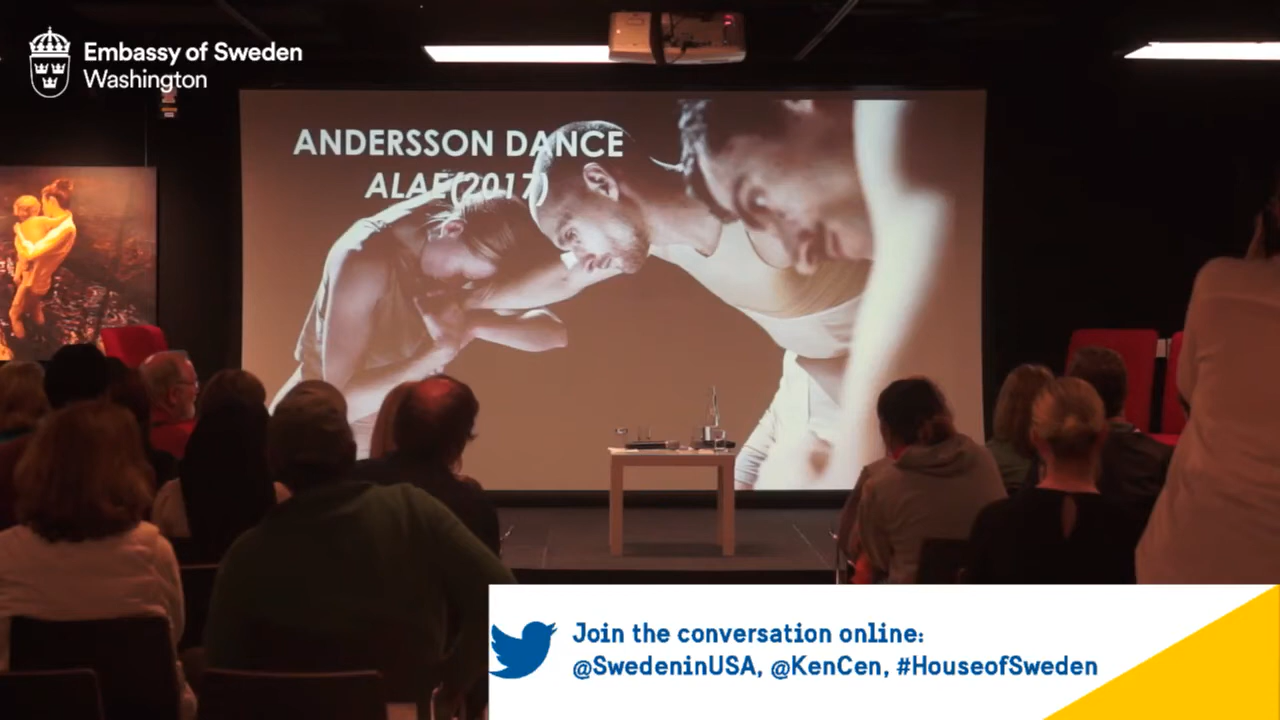 Embassy of Sweden
Washington
ANDERSSON DANCE
ALAE(2017)
Join the conversation online:
@SwedeninUSA, @KenCen, #HouseofSweden